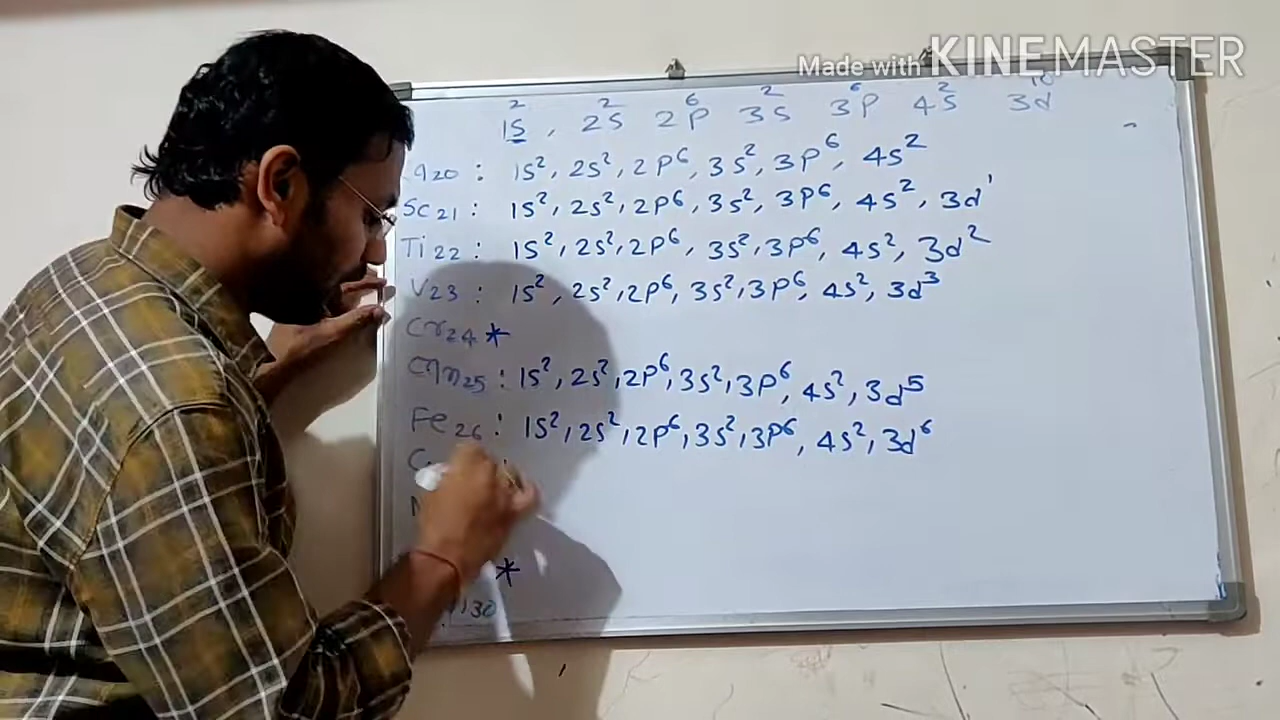 Made with KINEMASTER
1s², 2s² 2p⁶ 3s² 3p⁶ 4s² 3d¹⁰
a20 : 1s², 2s², 2p⁶, 3s², 3p⁶, 4s²
Sc21 : 1s², 2s², 2p⁶, 3s², 3p⁶, 4s², 3d¹
Ti22 : 1s², 2s², 2p⁶, 3s², 3p⁶, 4s², 3d²
V23 : 1s², 2s², 2p⁶, 3s², 3p⁶, 4s², 3d³
Cr24 *
Mn25 : 1s², 2s², 2p⁶, 3s², 3p⁶, 4s², 3d⁵
Fe26 : 1s², 2s², 2p⁶, 3s², 3p⁶, 4s², 3d⁶
*
30